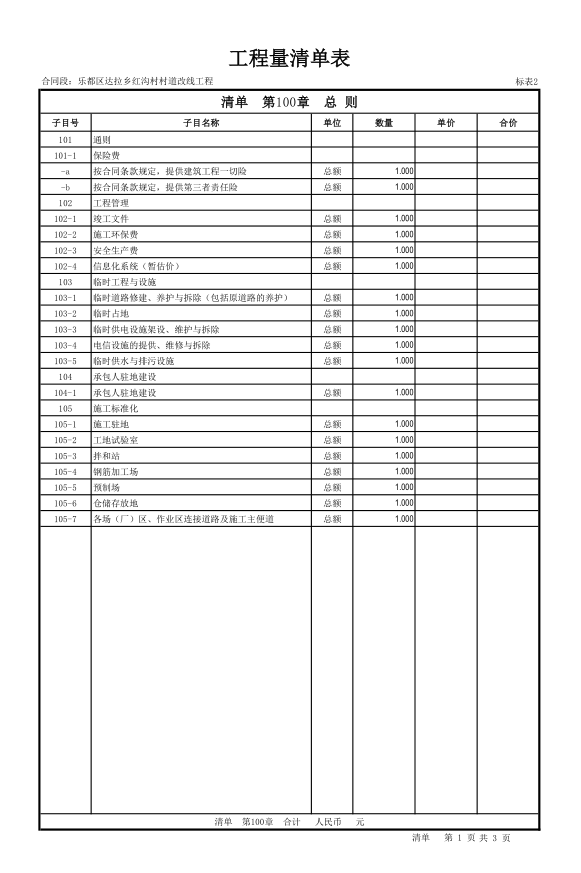 工程量清单表
合同段：乐都区达拉乡红沟村村道改线工程 标表2
清单 第100章 总 则
子目号 子目名称 单位 数量 单价 合价
101 通则
101-1 保险费
-a 按合同条款规定，提供建筑工程一切险 总额 1.000
-b 按合同条款规定，提供第三者责任险 总额 1.000
102 工程管理
102-1 竣工文件 总额 1.000
102-2 施工环保费 总额 1.000
102-3 安全生产费 总额 1.000
102-4 信息化系统（暂估价） 总额 1.000
103 临时工程与设施
103-1 临时道路修建、养护与拆除（包括原道路的养护） 总额 1.000
103-2 临时占地 总额 1.000
103-3 临时供电设施架设、维护与拆除 总额 1.000
103-4 电信设施的提供、维修与拆除 总额 1.000
103-5 临时供水与排污设施 总额 1.000
104 承包人驻地建设
104-1 承包人驻地建设 总额 1.000
105 施工标准化
105-1 施工驻地 总额 1.000
105-2 工地试验室 总额 1.000
105-3 拌和站 总额 1.000
105-4 钢筋加工场 总额 1.000
105-5 预制场 总额 1.000
105-6 仓储存放地 总额 1.000
105-7 各场（厂）区、作业区连接道路及施工主便道 总额 1.000
清单 第100章 合计 人民币 元
清单 第 1 页 共 3 页